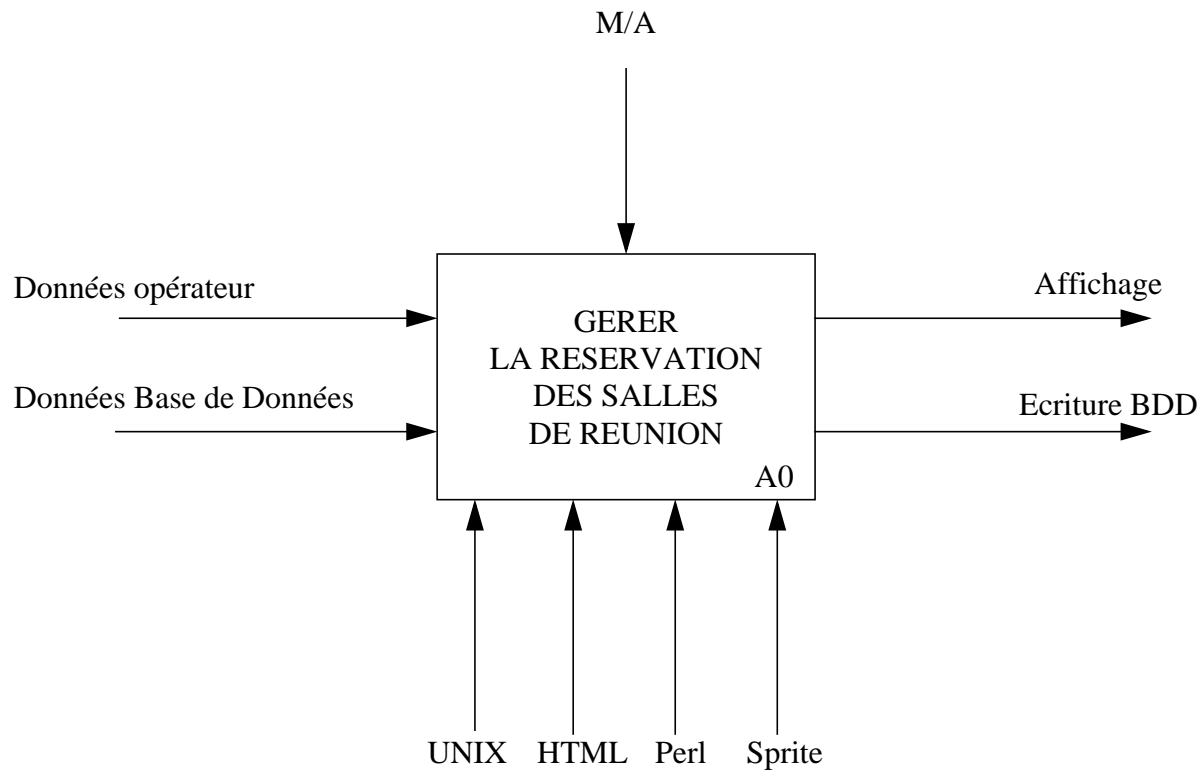 M/A
Données opérateur
Affichage
GERER
LA RESERVATION
DES SALLES
DE REUNION
Données Base de Données
Ecriture BDD
A0
UNIX HTML Perl Sprite